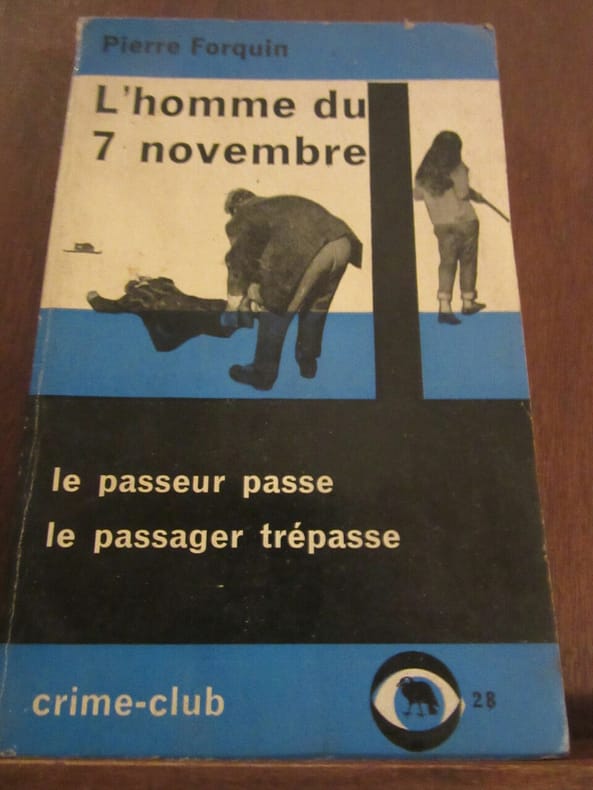 Pierre Forquin
L'homme du
7 novembre
le passeur passe
le passager trépasse
crime-club
28